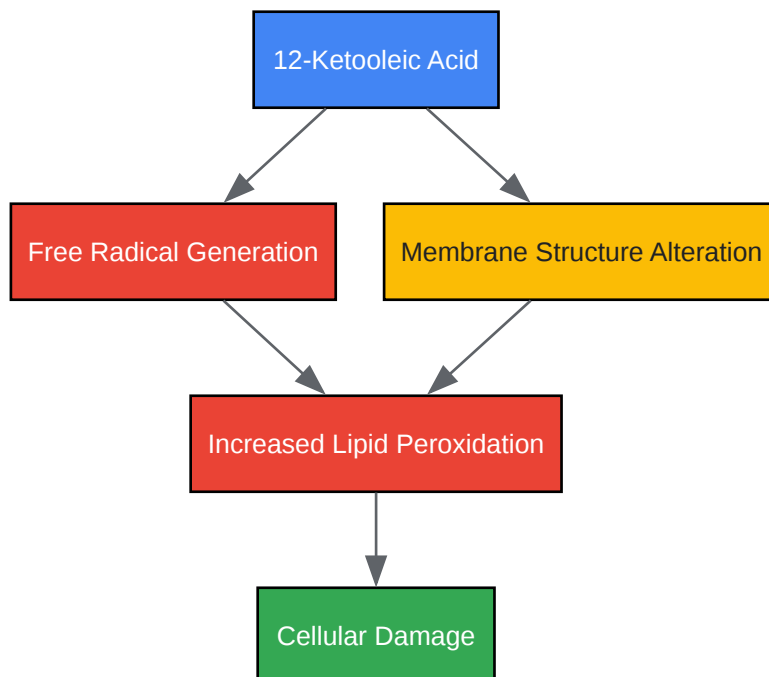 12-Ketooleic Acid
Free Radical Generation
Membrane Structure Alteration
Increased Lipid Peroxidation
Cellular Damage